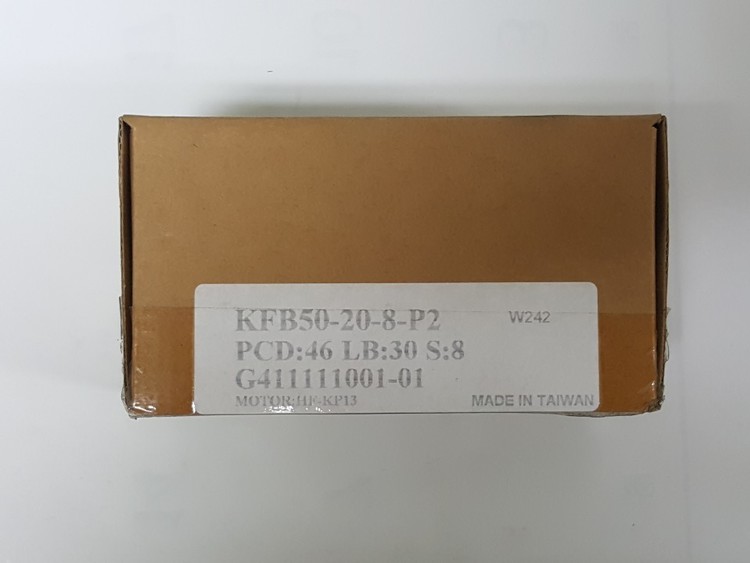 KFB50-20-8-P2 W242
PCD:46 LB:30 S:8
G411111001-01
MOTOR:HF-KP13 MADE IN TAIWAN